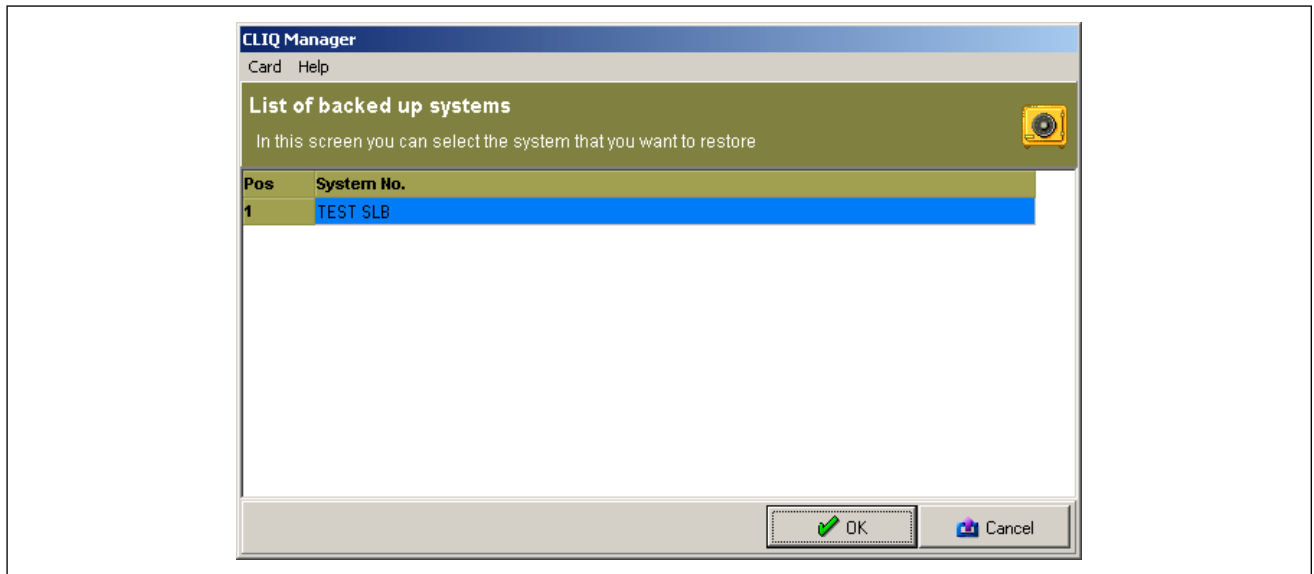 CLIQ Manager
Card Help
List of backed up systems
In this screen you can select the system that you want to restore
Pos System No.
1 TEST SLB
OK Cancel